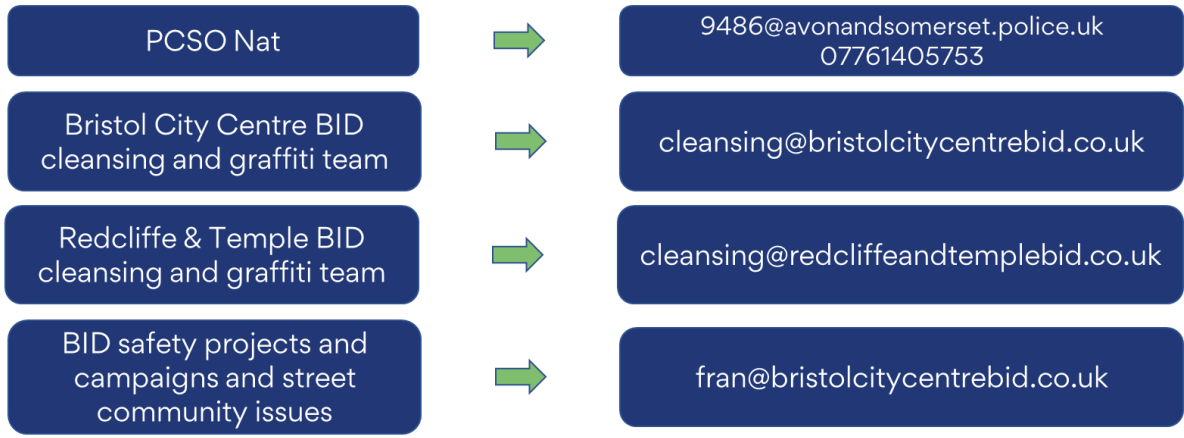 PCSO Nat
9486@avonandsomerset.police.uk
07761405753
Bristol City Centre BID
cleansing and graffiti team
cleansing@bristolcitycentrebid.co.uk
Redcliffe & Temple BID
cleansing and graffiti team
cleansing@redcliffeandtemplebid.co.uk
BID safety projects and
campaigns and street
community issues
fran@bristolcitycentrebid.co.uk